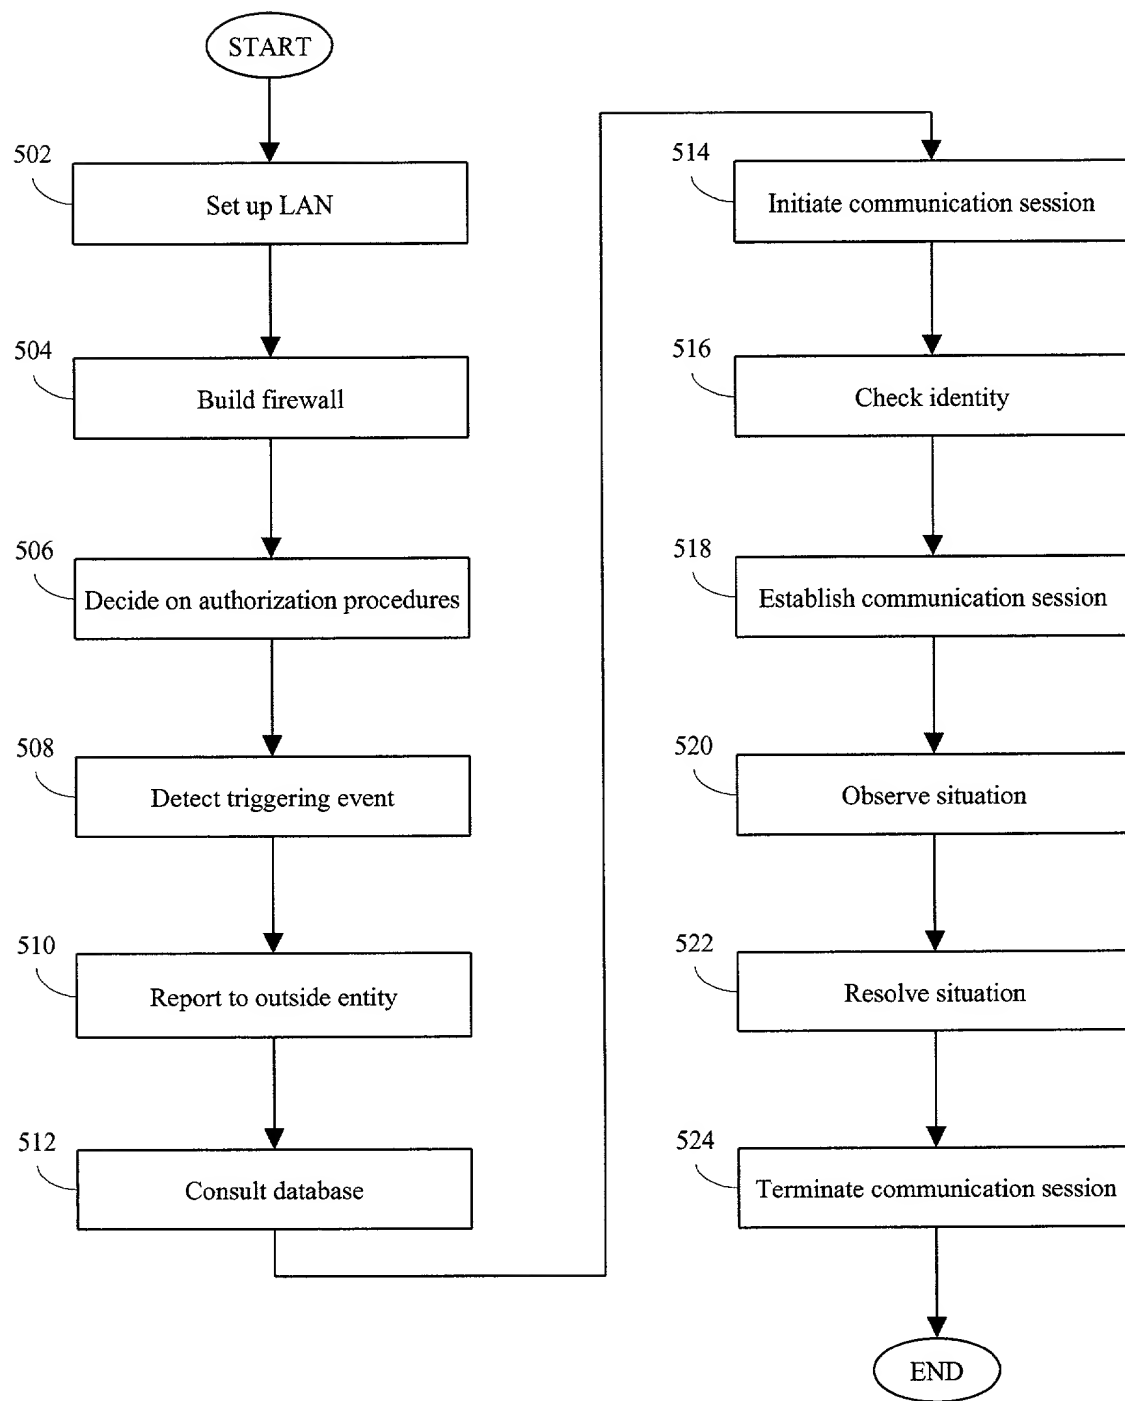 START
502
Set up LAN
504
Build firewall
506
Decide on authorization procedures
508
Detect triggering event
510
Report to outside entity
512
Consult database
514
Initiate communication session
516
Check identity
518
Establish communication session
520
Observe situation
522
Resolve situation
524
Terminate communication session
END